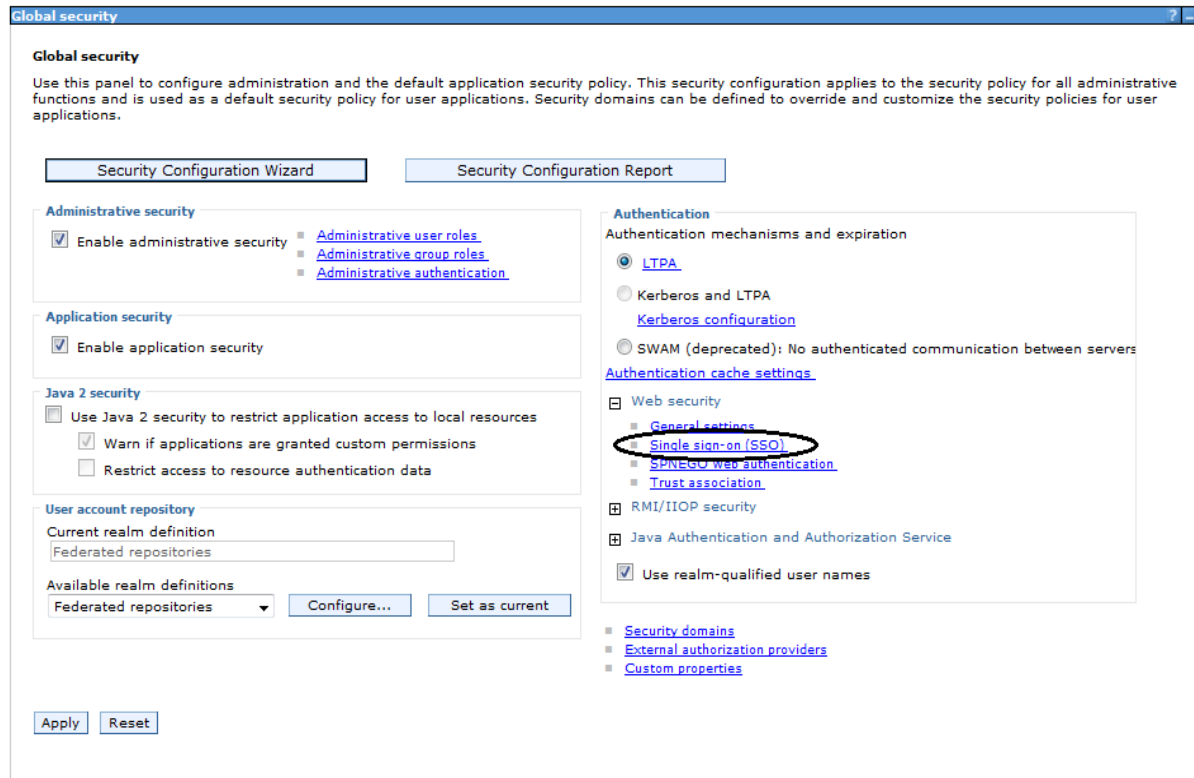 Global security
?
Global security
Use this panel to configure administration and the default application security policy. This security configuration applies to the security policy for all administrative
functions and is used as a default security policy for user applications. Security domains can be defined to override and customize the security policies for user
applications.
Security Configuration Wizard
Security Configuration Report
Administrative security
Enable administrative security
Administrative user roles
Administrative group roles
Administrative authentication
Application security
Enable application security
Java 2 security
Use Java 2 security to restrict application access to local resources
Warn if applications are granted custom permissions
Restrict access to resource authentication data
User account repository
Current realm definition
Federated repositories
Available realm definitions
Federated repositories
Configure...
Set as current
Authentication
Authentication mechanisms and expiration
LTPA
Kerberos and LTPA
Kerberos configuration
SWAM (deprecated): No authenticated communication between servers
Authentication cache settings
Web security
General settings
Single sign-on (SSO)
SPNEGO Web authentication
Trust association
RMI/IIOP security
Java Authentication and Authorization Service
Use realm-qualified user names
Security domains
External authorization providers
Custom properties
Apply
Reset